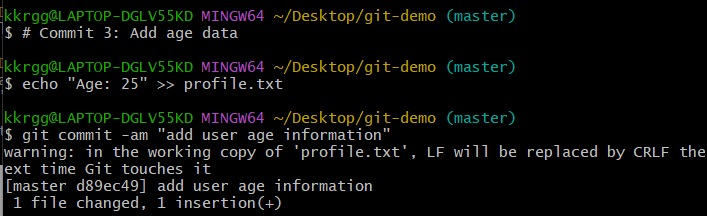 kkrgg@LAPTOP-DGLV55KD MINGW64 ~/Desktop/git-demo (master)
$ # Commit 3: Add age data
kkrgg@LAPTOP-DGLV55KD MINGW64 ~/Desktop/git-demo (master)
$ echo "Age: 25" >> profile.txt
kkrgg@LAPTOP-DGLV55KD MINGW64 ~/Desktop/git-demo (master)
$ git commit -am "add user age information"
warning: in the working copy of 'profile.txt', LF will be replaced by CRLF the
ext time Git touches it
[master d89ec49] add user age information
 1 file changed, 1 insertion(+)